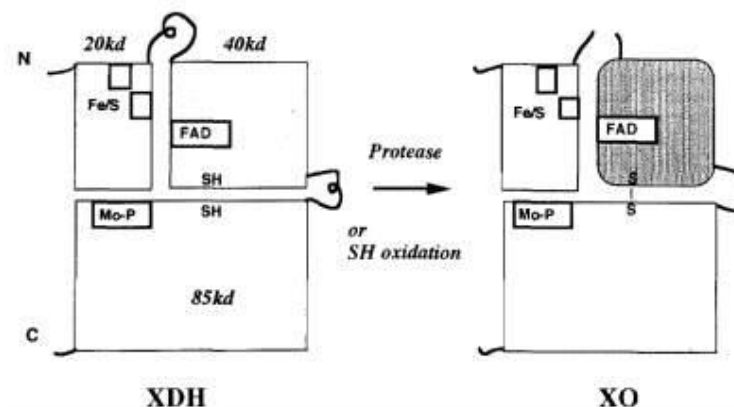 20kd 40kd
N
Fe/S
FAD
SH
SH
Mo-P
85kd
C
XDH
Protease
or
SH oxidation
Fe/S
FAD
S
S
Mo-P
XO